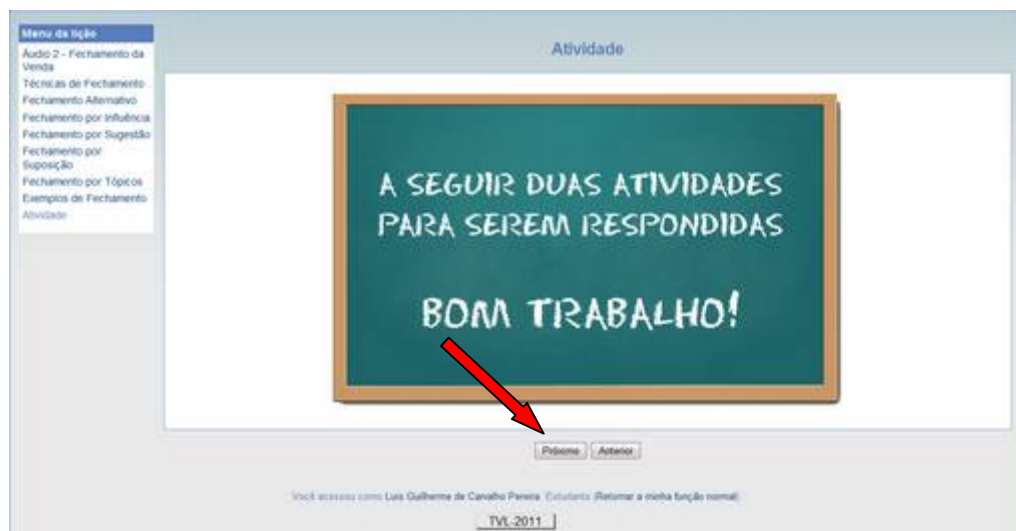 Menu da lição
Áudio 2 - Fechamento da
Venda
Técnicas de Fechamento
Fechamento Alternativo
Fechamento por Influência
Fechamento por Sugestão
Fechamento por
Suposição
Fechamento por Tópicos
Exemplos de Fechamento
Atividade
Atividade
A SEGUIR DUAS ATIVIDADES
PARA SEREM RESPONDIDAS
BOM TRABALHO!
Próximo Anterior
Você acessou como Luis Guilherme de Carvalho Pereira: Estudante (Retornar a minha função normal)
TVL-2011